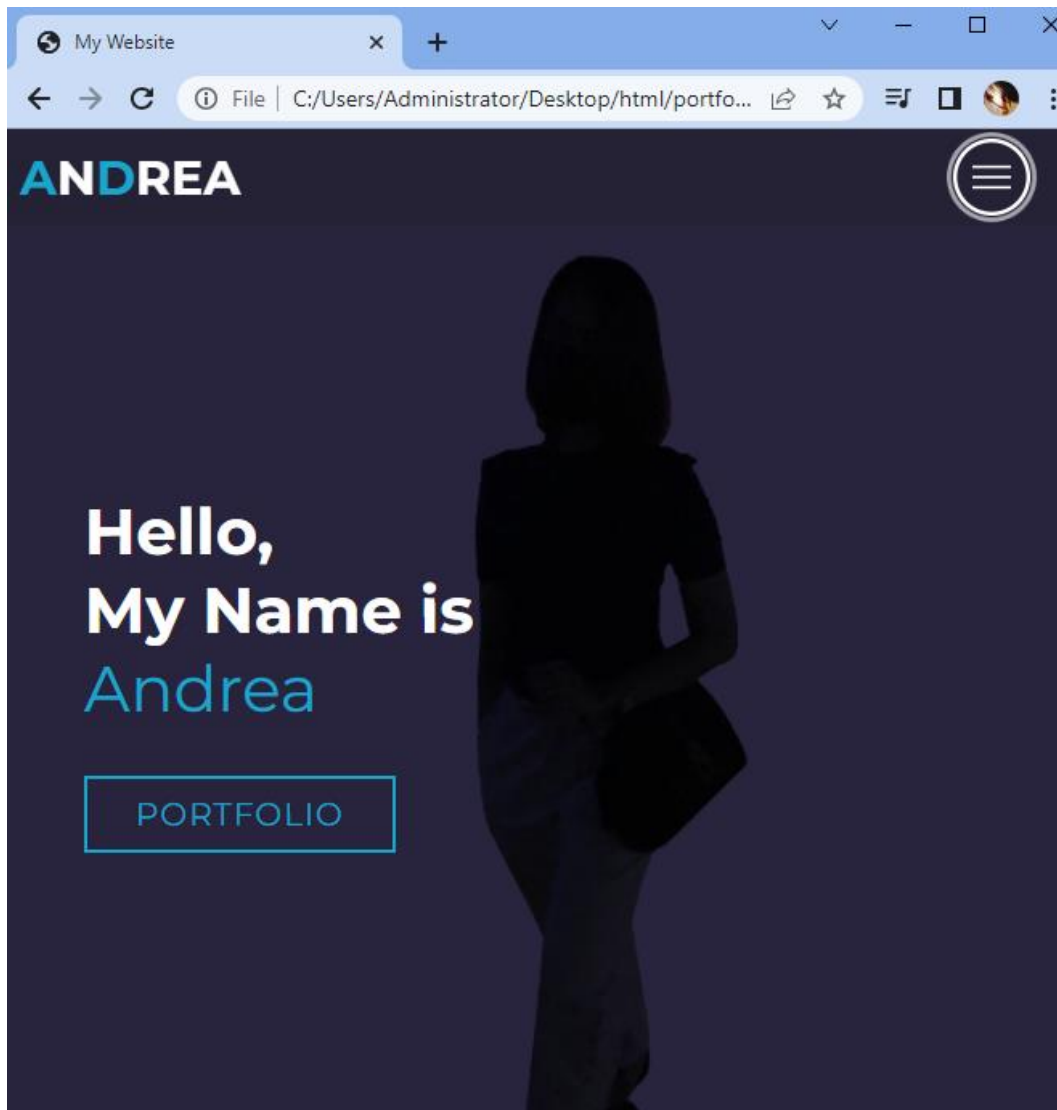 My Website
File C:/Users/Administrator/Desktop/html/portfo...
ANDREA
Hello,
My Name is
Andrea
PORTFOLIO